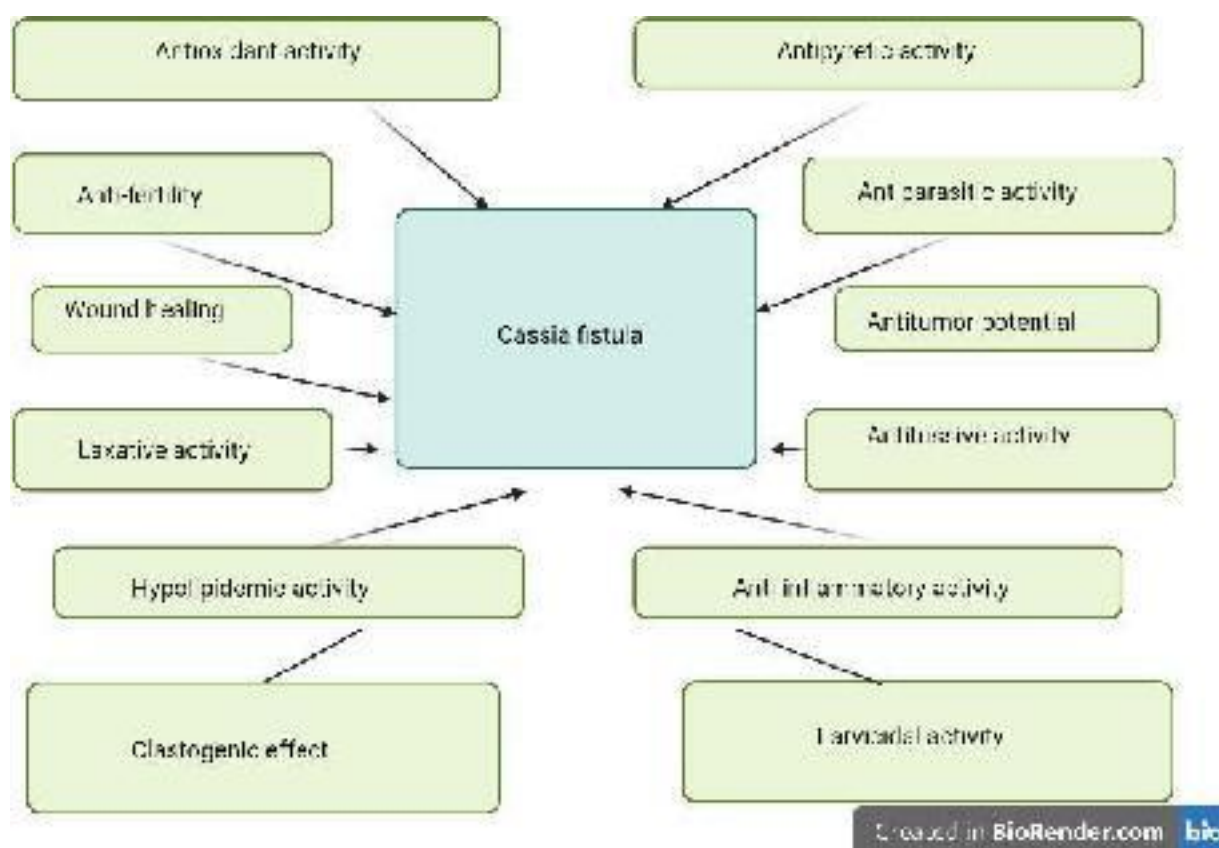 Antioxidant activity
Antipyretic activity
Anti-fertility
Antiparasitic activity
Wound healing
Cassia fistula
Antitumor potential
Laxative activity
Antitussive activity
Hypolipidemic activity
Anti inflammatory activity
Clastogenic effect
Larvicidal activity
Created in BioRender.com bio